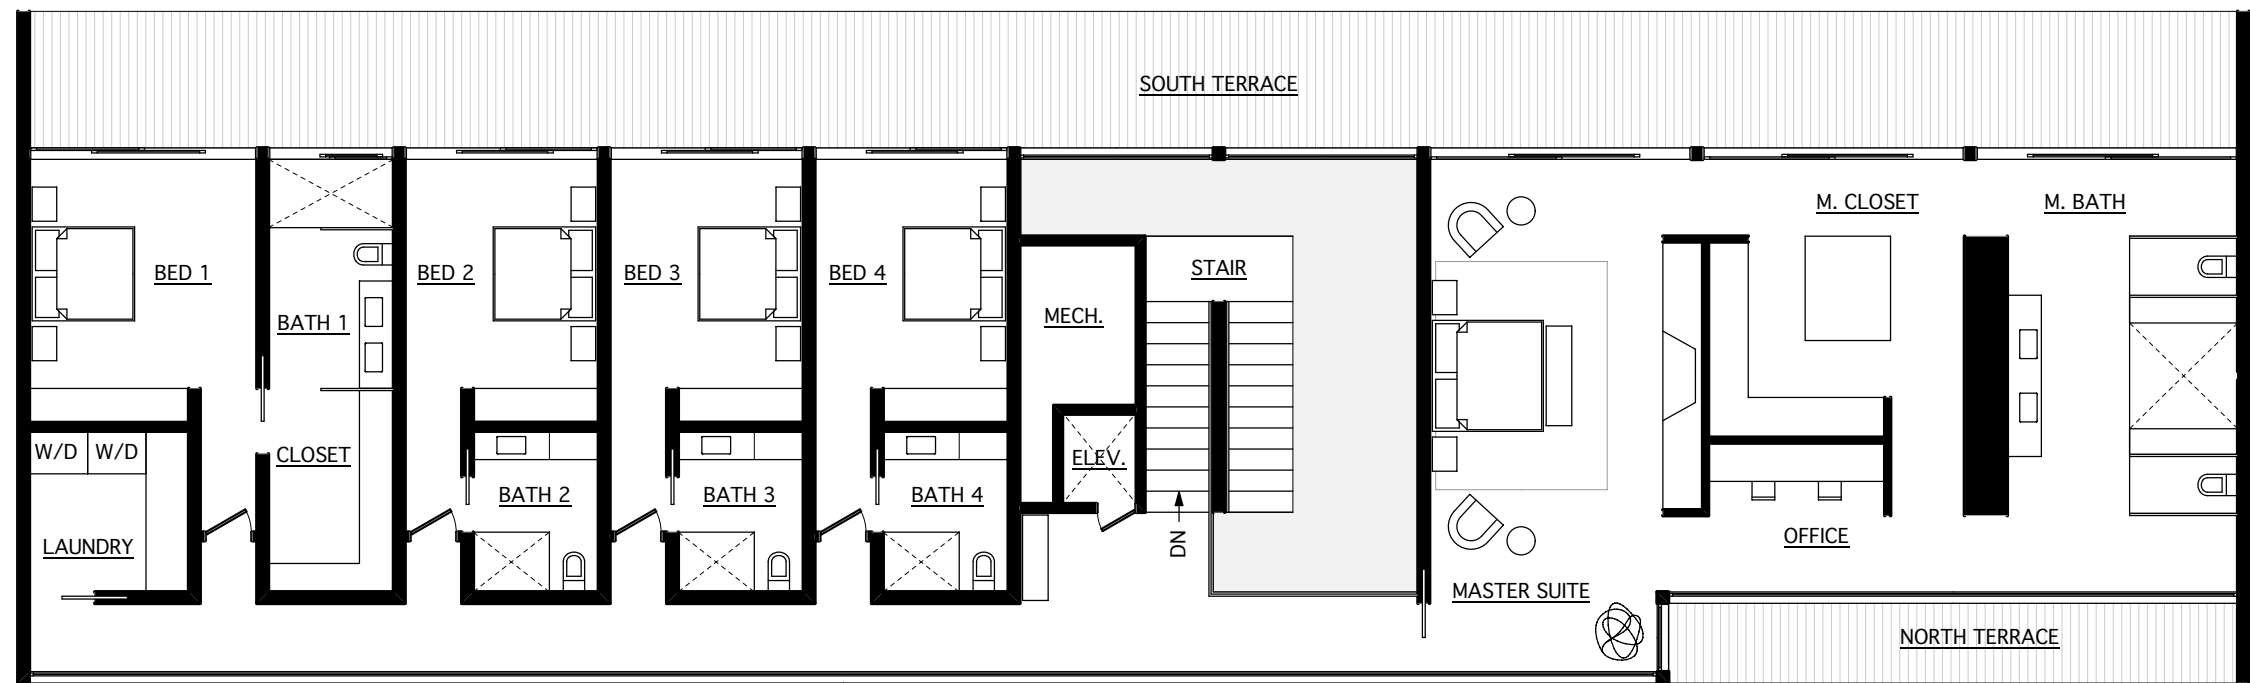 SOUTH TERRACE
M. CLOSET
M. BATH
BED 1
BED 2
BED 3
BED 4
STAIR
BATH 1
MECH.
W/D
W/D
CLOSET
ELEV.
BATH 2
BATH 3
BATH 4
LAUNDRY
DN
OFFICE
MASTER SUITE
NORTH TERRACE